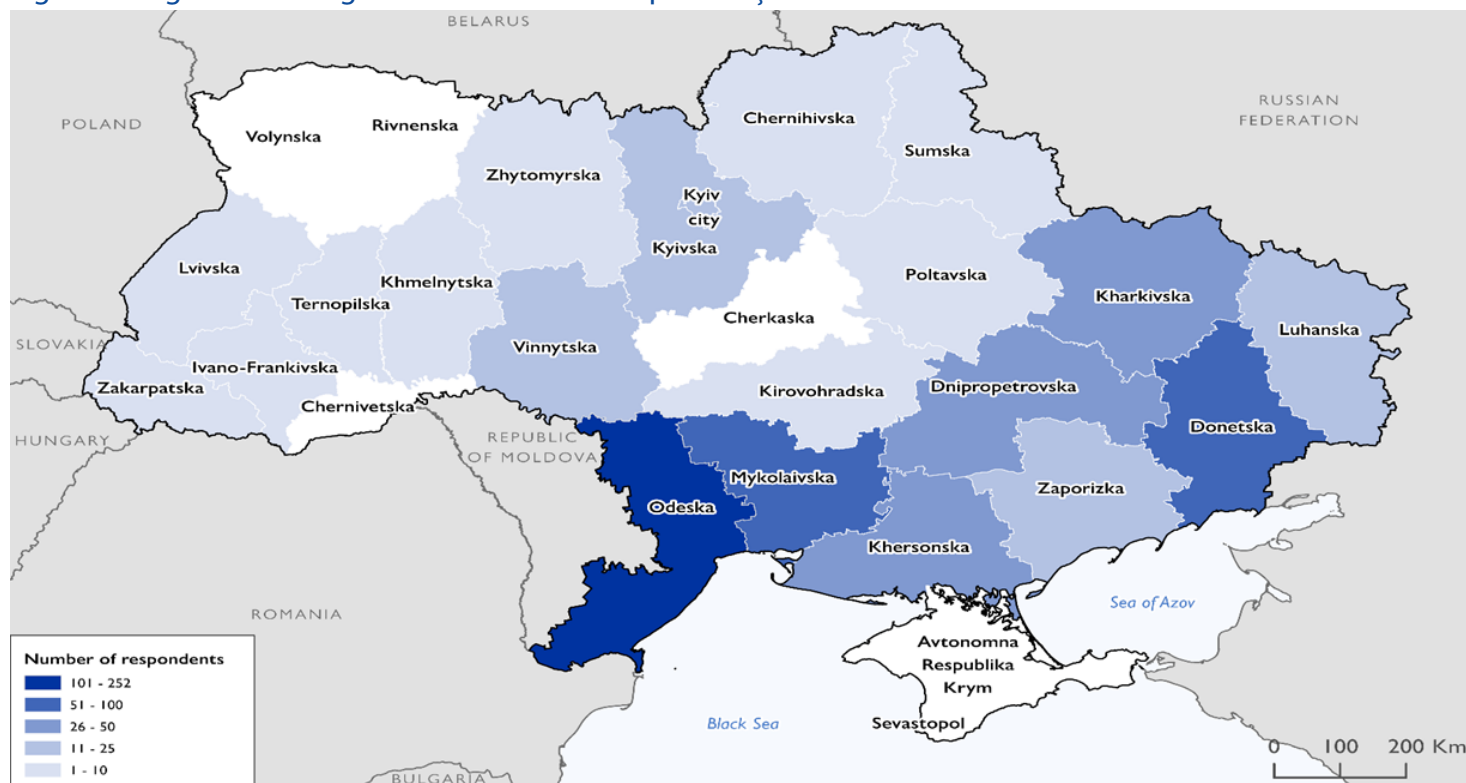 BELARUS
RUSSIAN
FEDERATION
POLAND
Volynska
Rivnenska
Chernihivska
Sumska
Zhytomyrska
Kyiv
city
Kyivska
Lvivska
Ternopilska
Khmelnytska
Poltavska
Kharkivska
Luhanska
Cherkaska
SLOVAKIA
Vinnytska
Ivano-Frankivska
Zakarpatska
Chernivetska
Kirovohradska
Dnipropetrovska
Donetska
HUNGARY
REPUBLIC
OF MOLDOVA
Mykolaivska
Zaporizka
Odeska
Khersonska
ROMANIA
Sea of Azov
Avtonomna
Respublika
Krym
Sevastopol
Black Sea
BULGARIA
Number of respondents
101 - 252
51 - 100
26 - 50
11 - 25
1 - 10
0 100 200 Km